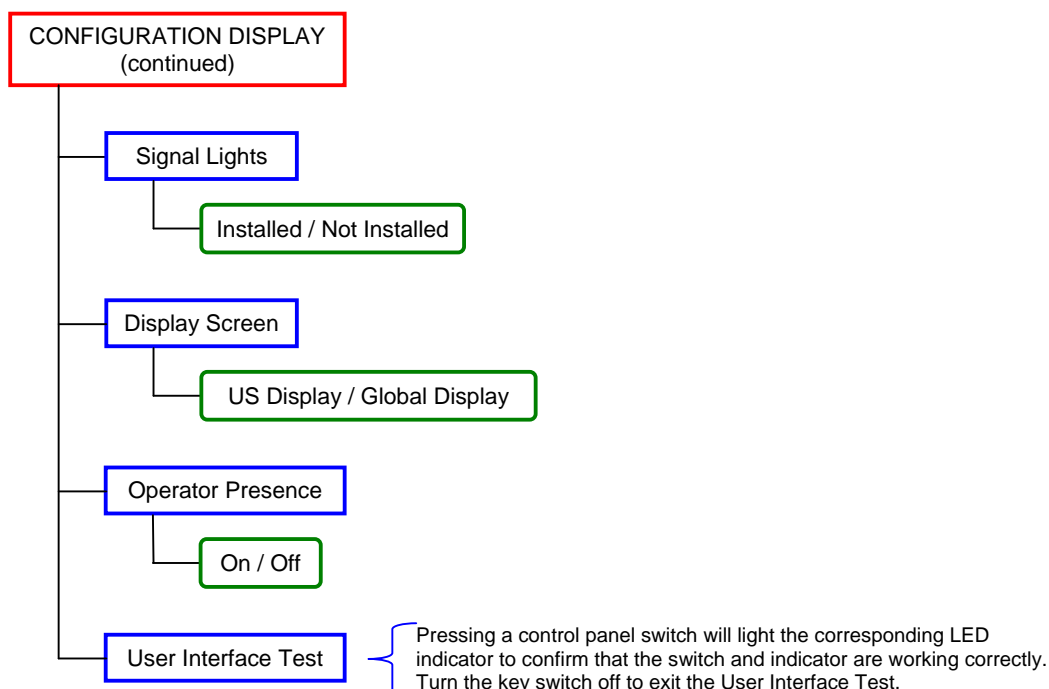 CONFIGURATION DISPLAY
(continued)
Signal Lights
Installed / Not Installed
Display Screen
US Display / Global Display
Operator Presence
On / Off
User Interface Test
Pressing a control panel switch will light the corresponding LED
indicator to confirm that the switch and indicator are working correctly.
Turn the key switch off to exit the User Interface Test.